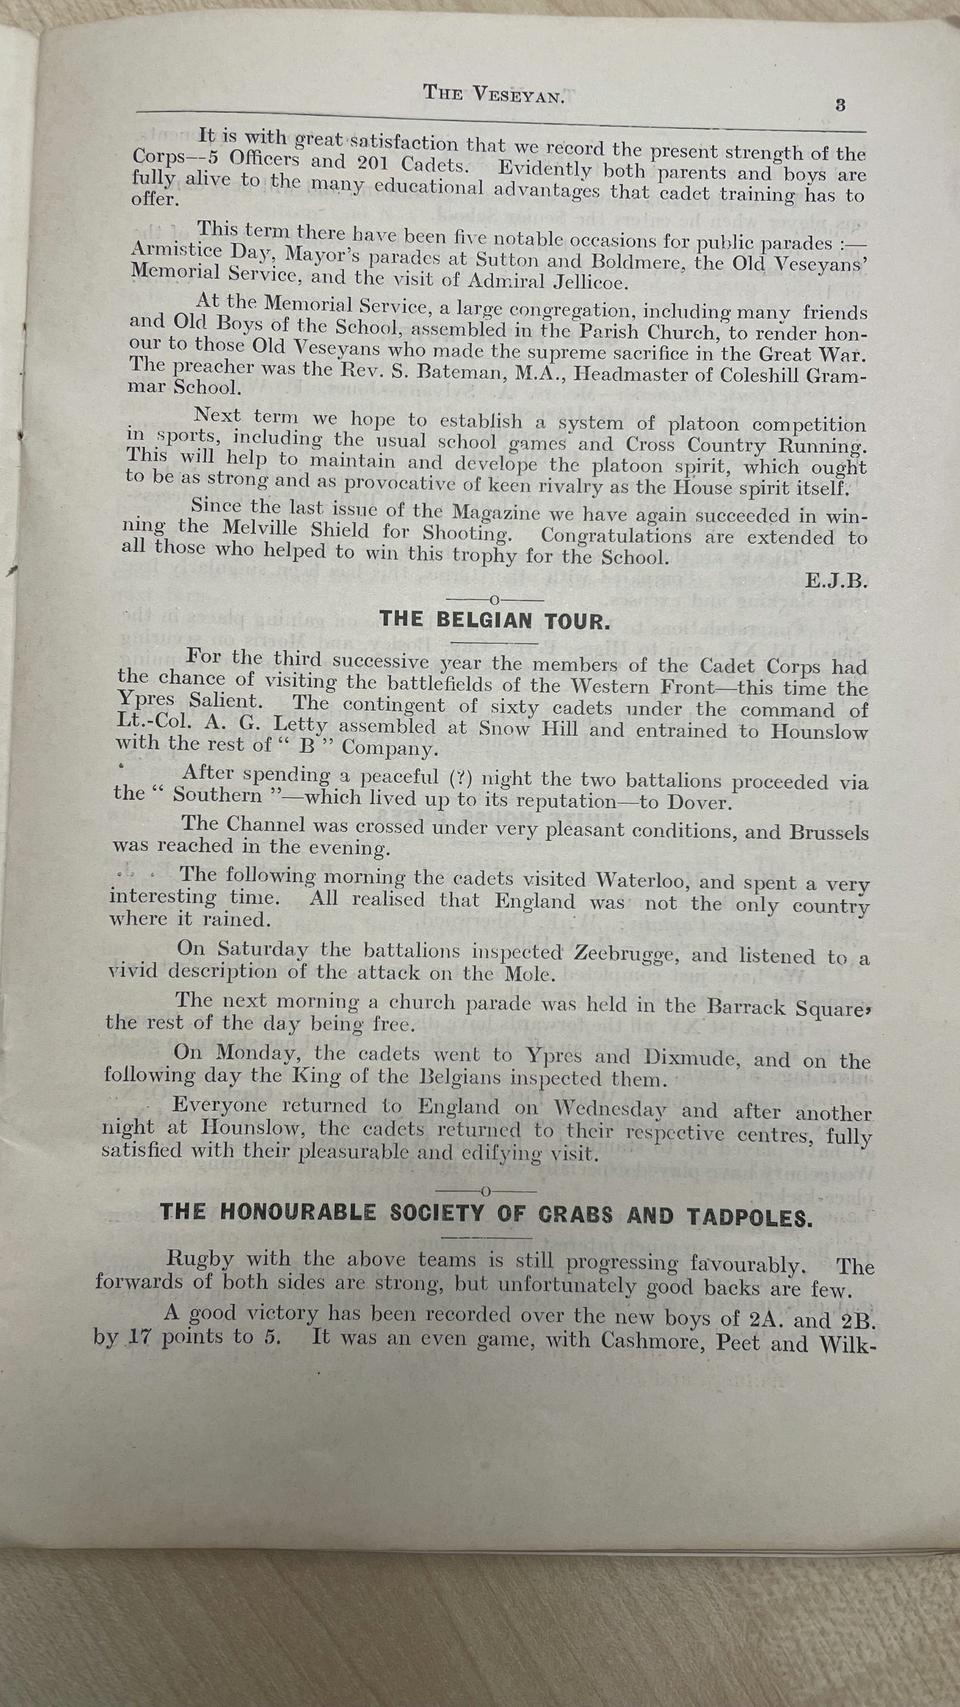 THE VESEYAN.
3
It is with great satisfaction that we record the present strength of the
Corps—5 Officers and 201 Cadets. Evidently both parents and boys are
fully alive to the many educational advantages that cadet training has to
offer.
This term there have been five notable occasions for public parades :—
Armistice Day, Mayor's parades at Sutton and Boldmere, the Old Veseyans'
Memorial Service, and the visit of Admiral Jellicoe.
At the Memorial Service, a large congregation, including many friends
and Old Boys of the School, assembled in the Parish Church, to render hon-
our to those Old Veseyans who made the supreme sacrifice in the Great War.
The preacher was the Rev. S. Bateman, M.A., Headmaster of Coleshill Gram-
mar School.
Next term we hope to establish a system of platoon competition
in sports, including the usual school games and Cross Country Running.
This will help to maintain and develope the platoon spirit, which ought
to be as strong and as provocative of keen rivalry as the House spirit itself.
Since the last issue of the Magazine we have again succeeded in win-
ning the Melville Shield for Shooting. Congratulations are extended to
all those who helped to win this trophy for the School.
E.J.B.
——o——
THE BELGIAN TOUR.
For the third successive year the members of the Cadet Corps had
the chance of visiting the battlefields of the Western Front—this time the
Ypres Salient. The contingent of sixty cadets under the command of
Lt.-Col. A. G. Letty assembled at Snow Hill and entrained to Hounslow
with the rest of " B " Company.
After spending a peaceful (?) night the two battalions proceeded via
the " Southern "—which lived up to its reputation—to Dover.
The Channel was crossed under very pleasant conditions, and Brussels
was reached in the evening.
The following morning the cadets visited Waterloo, and spent a very
interesting time. All realised that England was not the only country
where it rained.
On Saturday the battalions inspected Zeebrugge, and listened to a
vivid description of the attack on the Mole.
The next morning a church parade was held in the Barrack Square,
the rest of the day being free.
On Monday, the cadets went to Ypres and Dixmude, and on the
following day the King of the Belgians inspected them.
Everyone returned to England on Wednesday and after another
night at Hounslow, the cadets returned to their respective centres, fully
satisfied with their pleasurable and edifying visit.
——o——
THE HONOURABLE SOCIETY OF CRABS AND TADPOLES.
Rugby with the above teams is still progressing favourably. The
forwards of both sides are strong, but unfortunately good backs are few.
A good victory has been recorded over the new boys of 2A. and 2B.
by 17 points to 5. It was an even game, with Cashmore, Peet and Wilk-